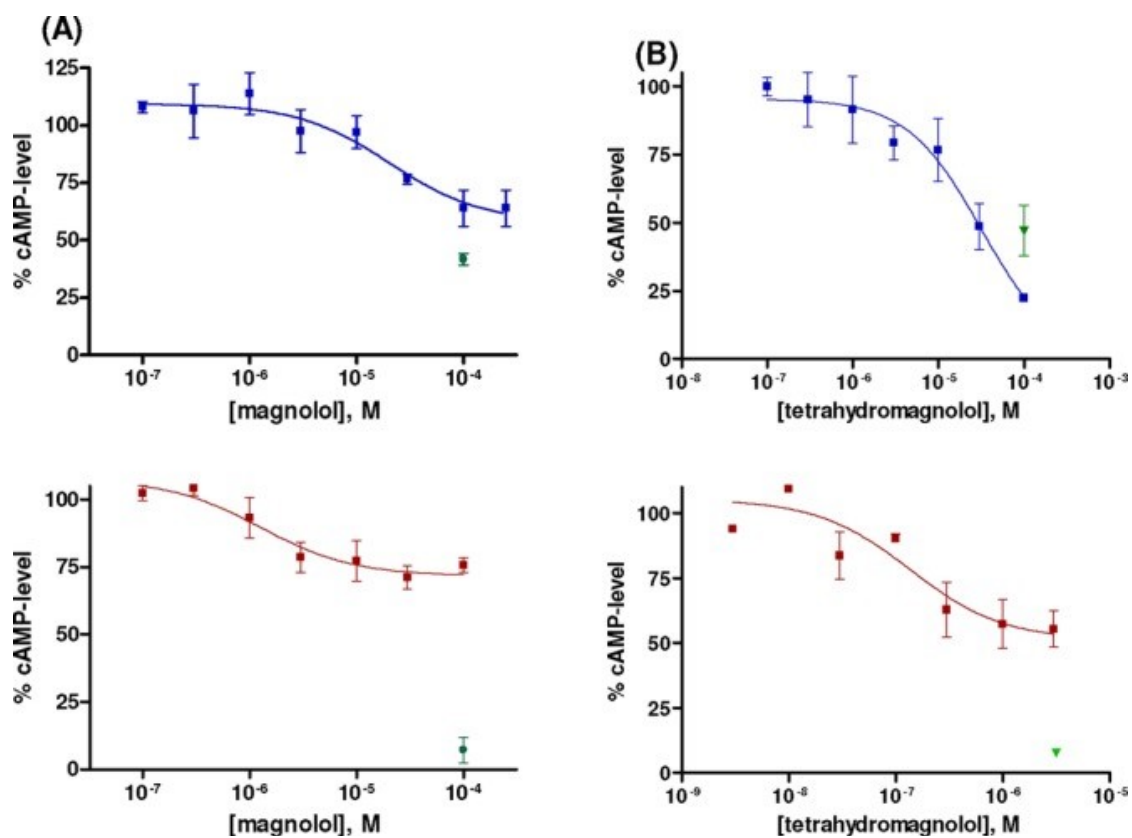 (A)
125
100
75
50
25
0
% cAMP-level
10-7 10-6 10-5 10-4
[magnolol], M
(B)
100
75
50
25
0
% cAMP-level
10-8 10-7 10-6 10-5 10-4 10-3
[tetrahydromagnolol], M
100
75
50
25
0
% cAMP-level
10-7 10-6 10-5 10-4
[magnolol], M
100
75
50
25
0
% cAMP-level
10-9 10-8 10-7 10-6 10-5
[tetrahydromagnolol], M